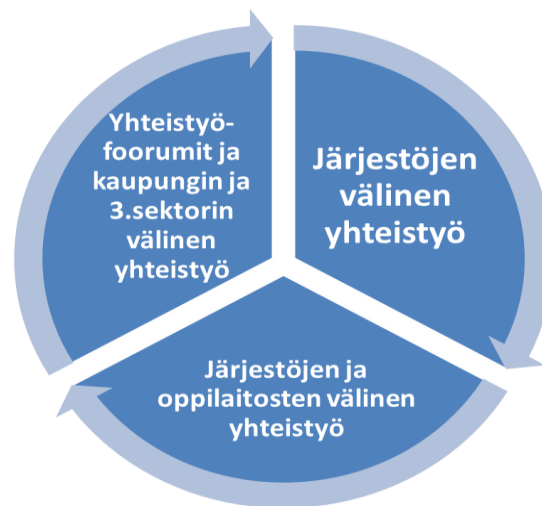 Yhteistyö-
foorumit ja
kaupungin ja
3.sektorin
välinen
yhteistyö
Järjestöjen
välinen
yhteistyö
Järjestöjen ja
oppilaitosten välinen
yhteistyö